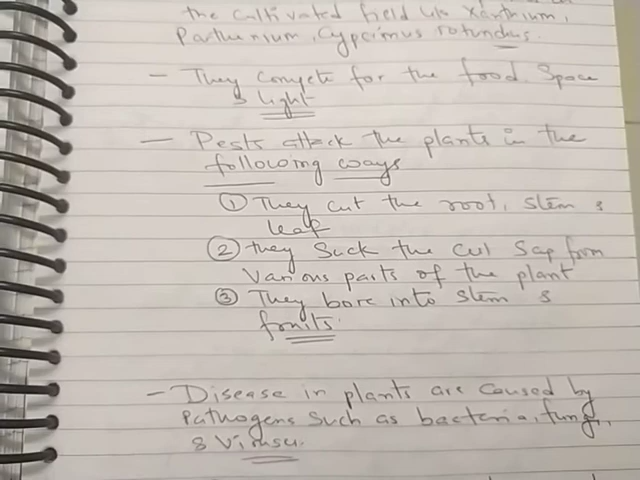 the cultivated field like Xanthium,
Parthenium, Cyperinus rotundus.
- They compete for the food Space
& light
- Pests attack the plants in the
following ways
① They cut the root, Stem &
leaf
② they Suck the Cell Sap from
Various parts of the plant
③ They bore into Stem &
fruits.
- Disease in plants are Caused by
Pathogens Such as bacteria, fungi,
&